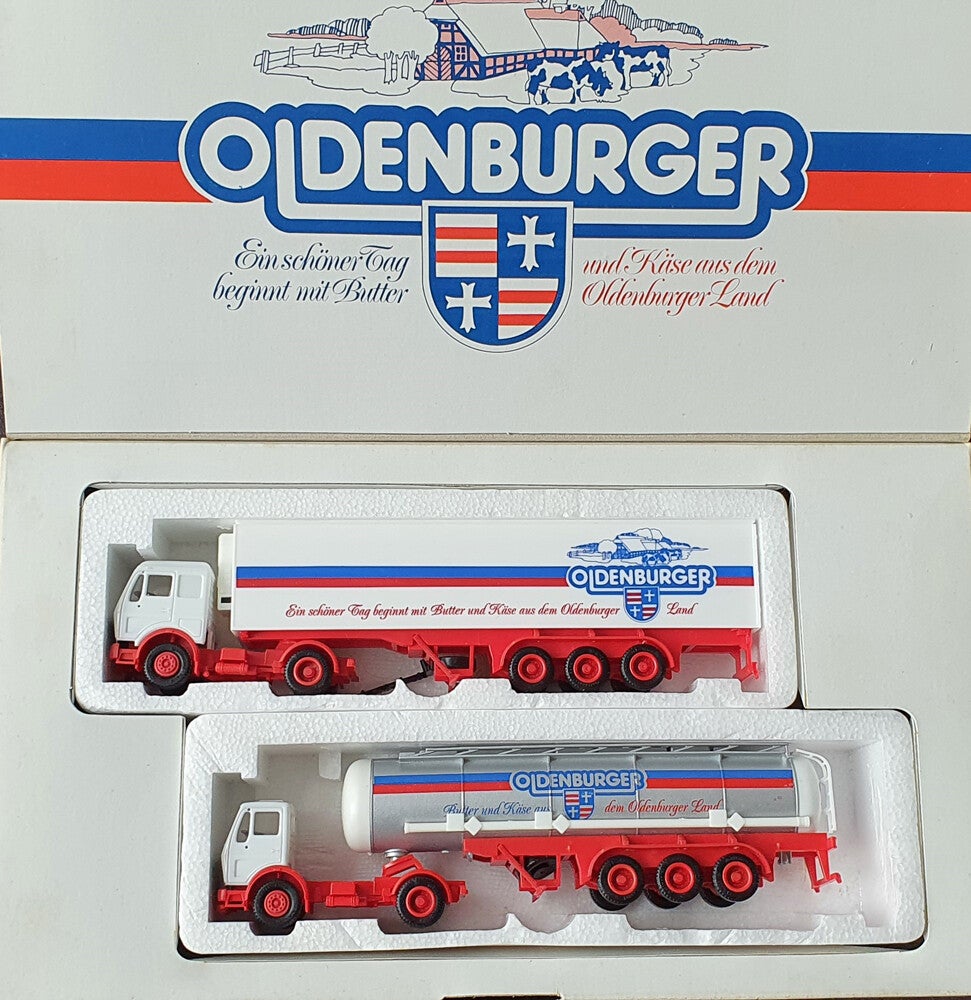 OLDENBURGER
Ein schöner Tag
beginnt mit Butter
und Käse aus dem
Oldenburger Land
OLDENBURGER
Ein schöner Tag beginnt mit Butter und Käse aus dem Oldenburger Land
OLDENBURGER
Butter und Käse aus dem Oldenburger Land